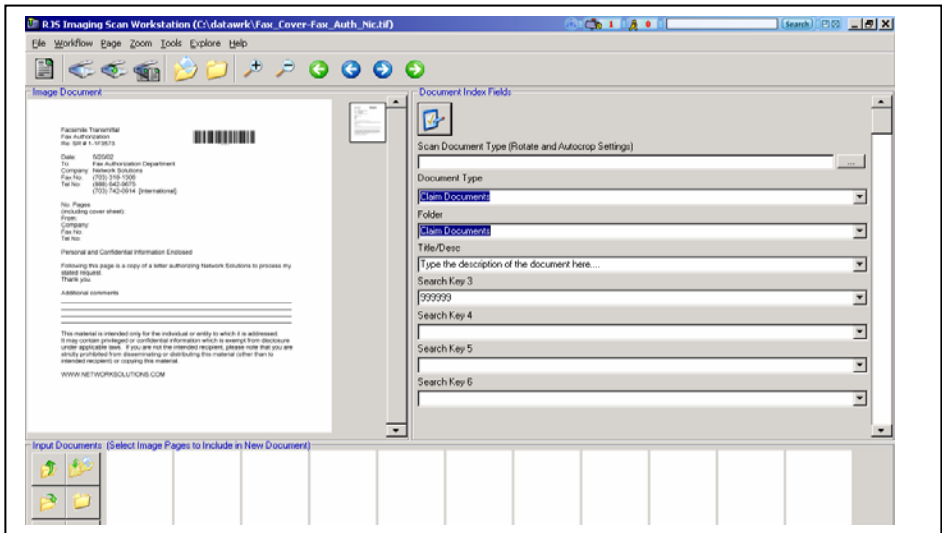 RJS Imaging Scan Workstation (C:\datawrk\Fax_Cover-Fax_Auth_Nic.tif)
1 0 Search
File Workflow Page Zoom Tools Explore Help
Image Document
Facsimile Transmittal
Fax Authorization
Re: SR # 1-1F3573
Date: 5/20/02
To: Fax Authorization Department
Company: Network Solutions
Fax No: (703) 318-1306
Tel No: (888) 642-9675
(703) 742-0914 [international]
No. Pages
(including cover sheet):
From:
Company:
Fax No:
Tel No:
Personal and Confidential Information Enclosed
Following this page is a copy of a letter authorizing Network Solutions to process my
stated request.
Thank you.
Additional comments
This material is intended only for the individual or entity to which it is addressed.
It may contain privileged or confidential information which is exempt from disclosure
under applicable laws. If you are not the intended recipient, please note that you are
strictly prohibited from disseminating or distributing this material (other than to
intended recipient) or copying this material.
WWW.NETWORKSOLUTIONS.COM
Document Index Fields
Scan Document Type (Rotate and Autocrop Settings)
...
Document Type
Claim Documents
Folder
Claim Documents
Title/Desc
Type the description of the document here....
Search Key 3
999999
Search Key 4
Search Key 5
Search Key 6
Input Documents (Select Image Pages to Include in New Document)